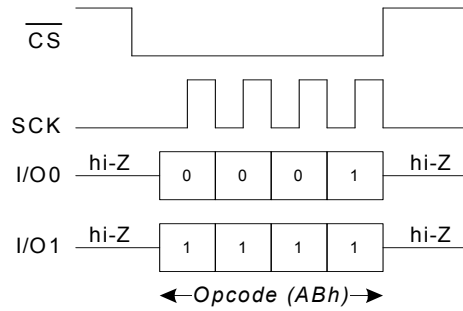 CS
SCK
I/O0 hi-Z 0 0 0 1 hi-Z
I/O1 hi-Z 1 1 1 1 hi-Z
Opcode (ABh)